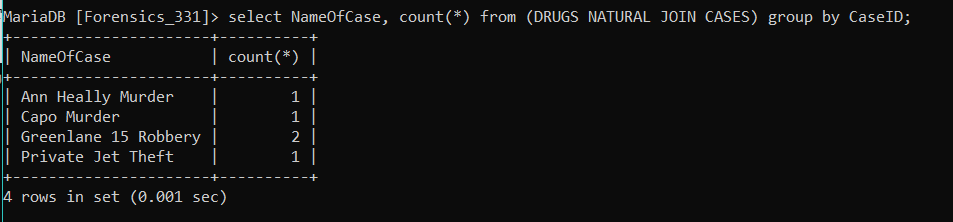 MariaDB [Forensics_331]> select NameOfCase, count(*) from (DRUGS NATURAL JOIN CASES) group by CaseID;
+---------------------+----------+
| NameOfCase          | count(*) |
+---------------------+----------+
| Ann Heally Murder   |        1 |
| Capo Murder         |        1 |
| Greenlane 15 Robbery |        2 |
| Private Jet Theft   |        1 |
+---------------------+----------+
4 rows in set (0.001 sec)